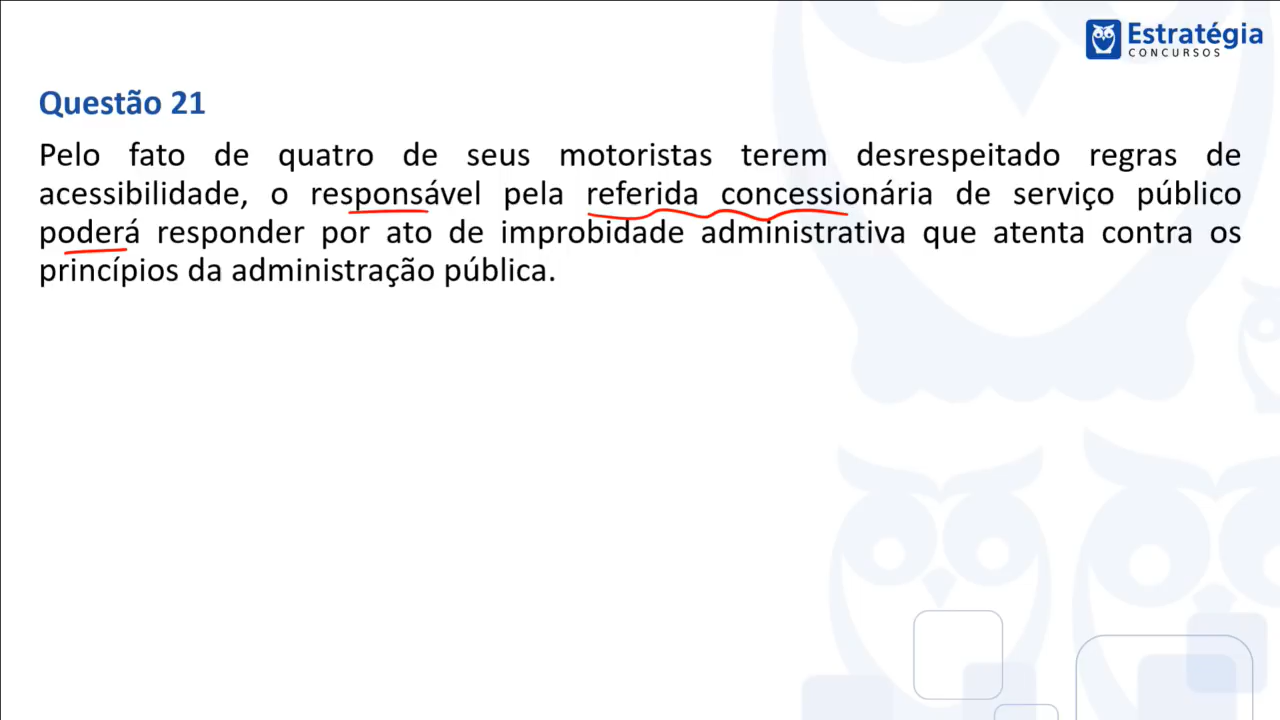 Estratégia
CONCURSOS
Questão 21
Pelo fato de quatro de seus motoristas terem desrespeitado regras de
acessibilidade, o responsável pela referida concessionária de serviço público
poderá responder por ato de improbidade administrativa que atenta contra os
princípios da administração pública.